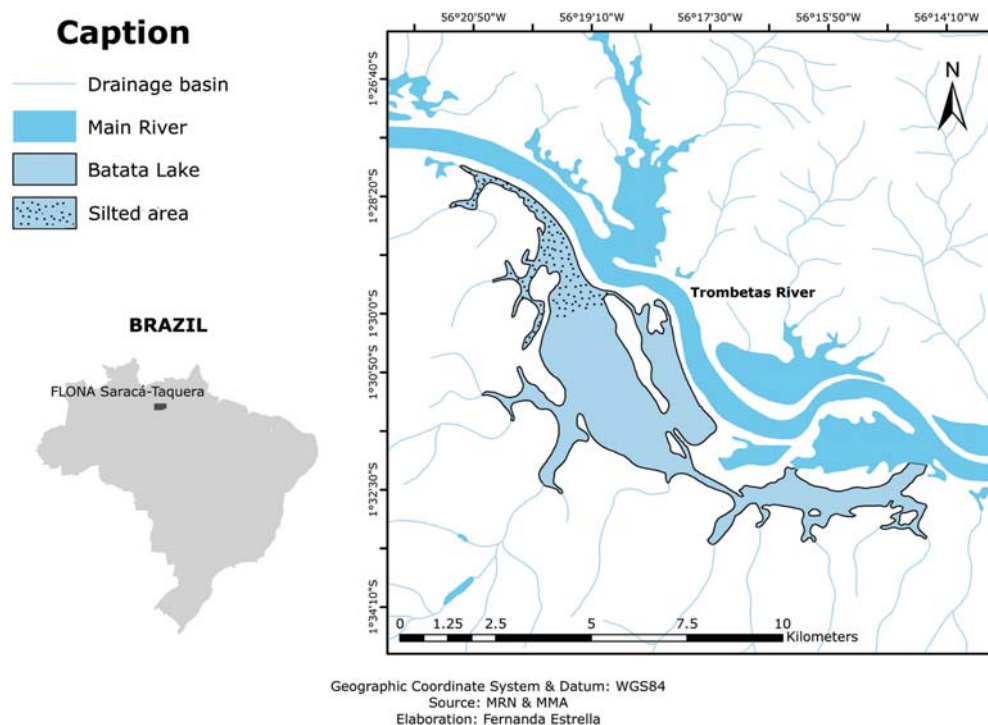 Caption
Drainage basin
Main River
Batata Lake
Silted area
BRAZIL
FLONA Saracá-Taquera
56°20'50"W 56°19'10"W 56°17'30"W 56°15'50"W 56°14'10"W
1°26'40"S
1°28'20"S
1°30'0"S
1°30'50"S
1°32'30"S
1°34'10"S
N
Trombetas River
0 1.25 2.5 5 7.5 10
Kilometers
Geographic Coordinate System & Datum: WGS84
Source: MRN & MMA
Elaboration: Fernanda Estrella